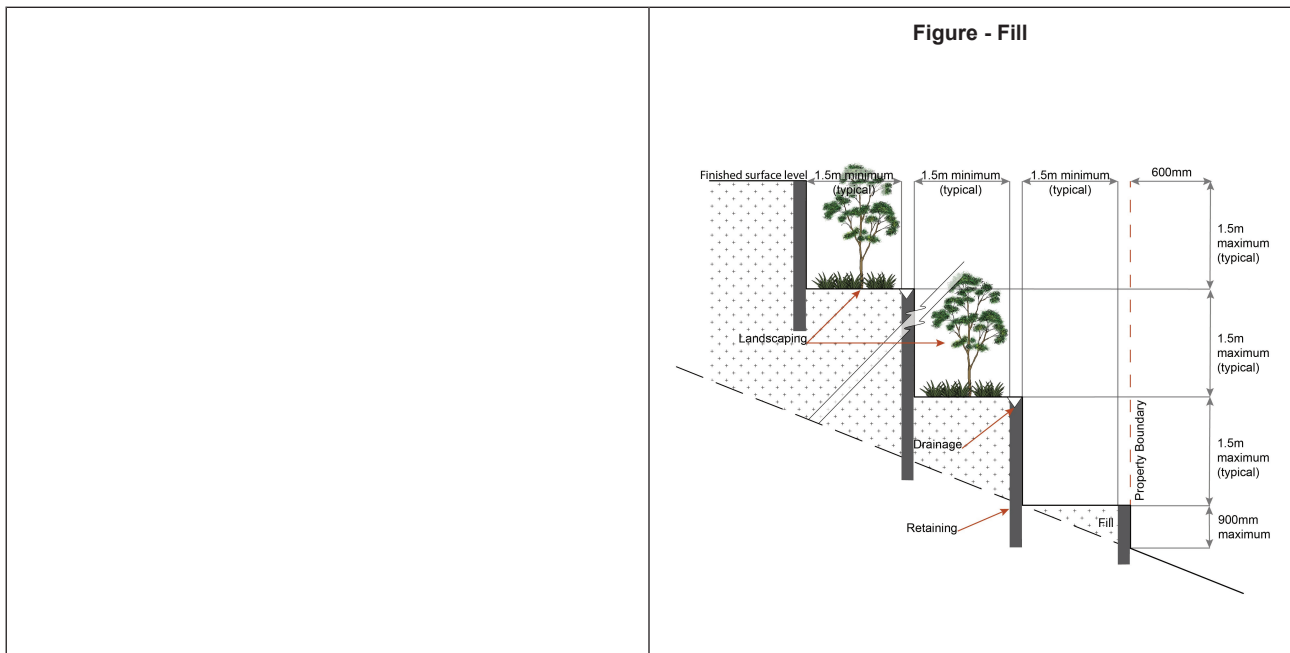 Figure - Fill
Finished surface level
1.5m minimum
(typical)
1.5m minimum
(typical)
1.5m minimum
(typical)
600mm
1.5m
maximum
(typical)
1.5m
maximum
(typical)
Landscaping
Property Boundary
Drainage
1.5m
maximum
(typical)
Retaining
Fill
900mm
maximum